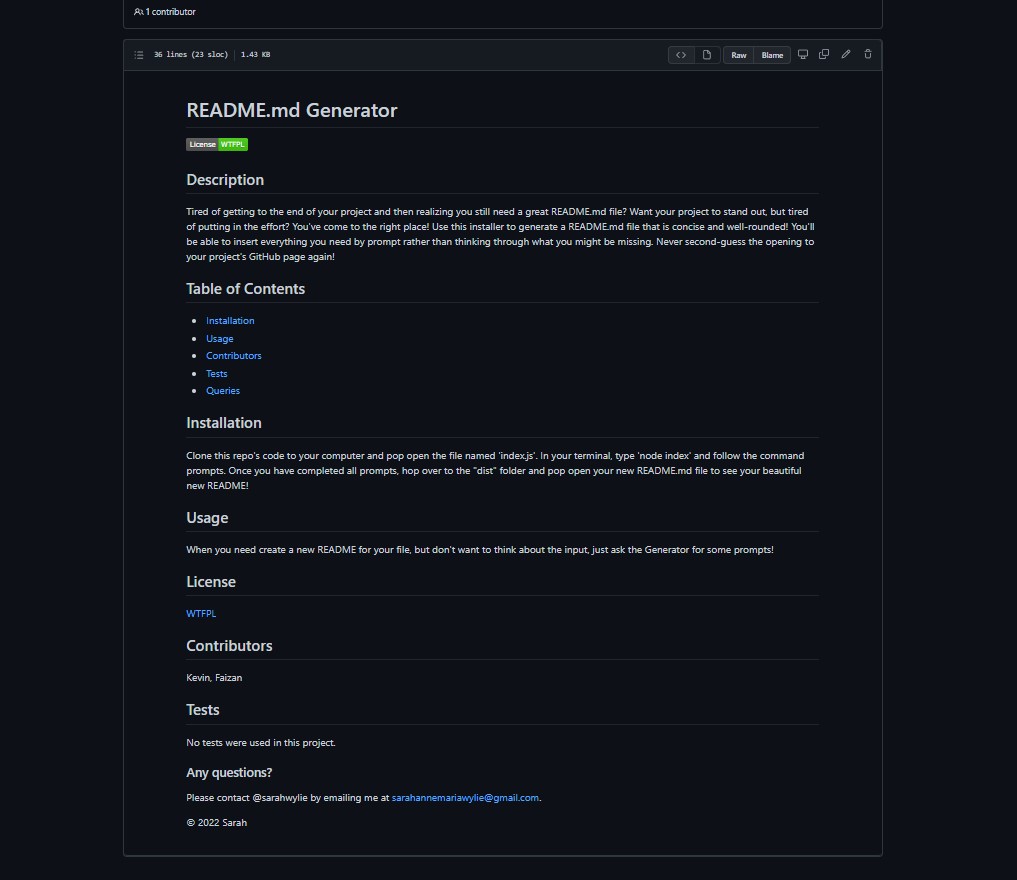 1 contributor
36 lines (23 sloc) 1.43 KB Raw Blame
README.md Generator
License WTFPL
Description
Tired of getting to the end of your project and then realizing you still need a great README.md file? Want your project to stand out, but tired
of putting in the effort? You've come to the right place! Use this installer to generate a README.md file that is concise and well-rounded! You'll
be able to insert everything you need by prompt rather than thinking through what you might be missing. Never second-guess the opening to
your project's GitHub page again!
Table of Contents
Installation
Usage
Contributors
Tests
Queries
Installation
Clone this repo's code to your computer and pop open the file named 'index.js'. In your terminal, type 'node index' and follow the command
prompts. Once you have completed all prompts, hop over to the "dist" folder and pop open your new README.md file to see your beautiful
new README!
Usage
When you need create a new README for your file, but don't want to think about the input, just ask the Generator for some prompts!
License
WTFPL
Contributors
Kevin, Faizan
Tests
No tests were used in this project.
Any questions?
Please contact @sarahwylie by emailing me at sarahannemariawylie@gmail.com.
© 2022 Sarah